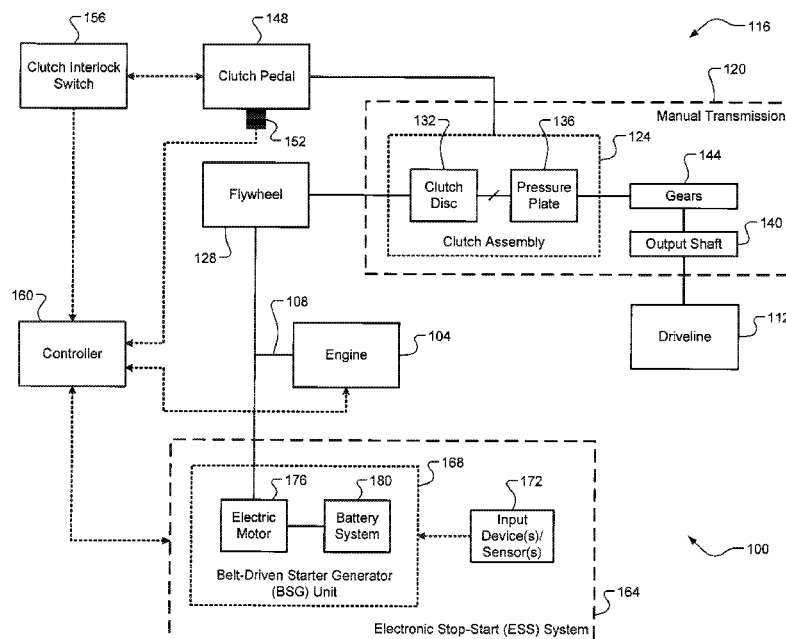 156
148
116
Clutch Interlock
Switch
Clutch Pedal
120
Manual Transmission
152
132
136
124
144
Flywheel
Clutch
Disc
Pressure
Plate
Gears
140
128
Clutch Assembly
Output Shaft
160
108
104
112
Controller
Engine
Driveline
168
176
180
172
Electric
Motor
Battery
System
Input
Device(s)/
Sensor(s)
100
Belt-Driven Starter Generator
(BSG) Unit
164
Electronic Stop-Start (ESS) System